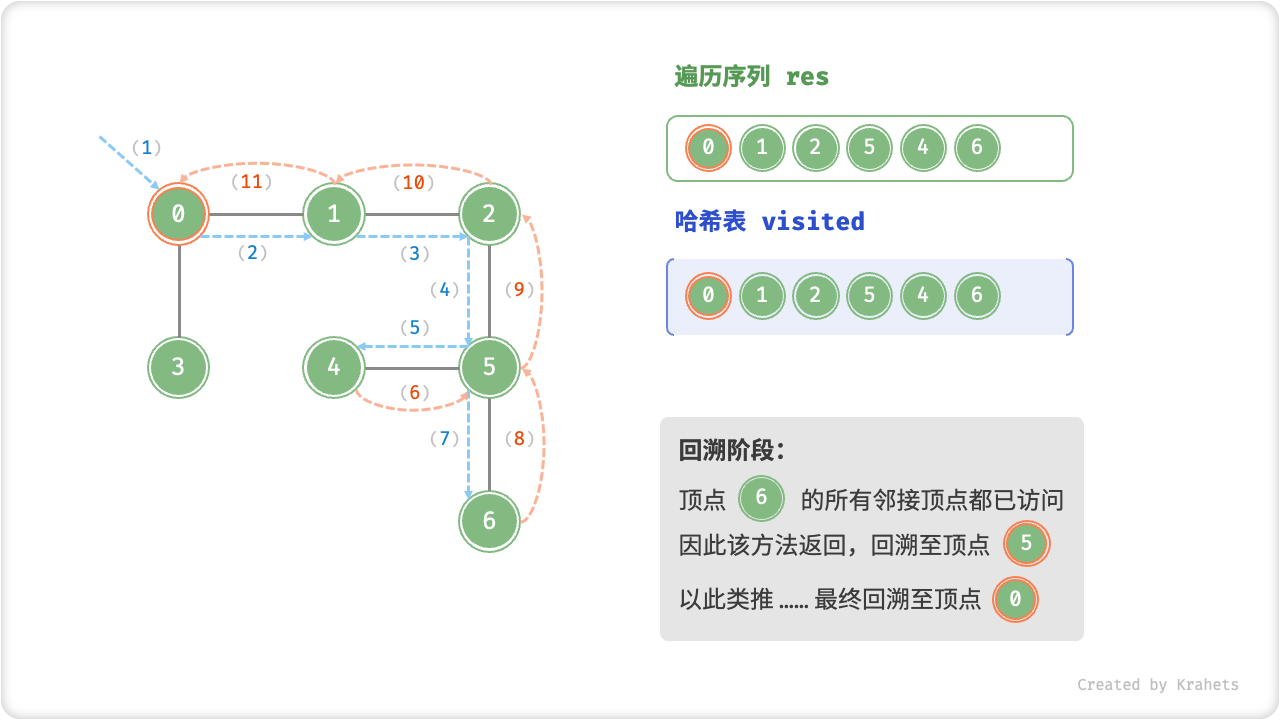 遍历序列 res
0 1 2 5 4 6
哈希表 visited
0 1 2 5 4 6
(1)
(11) (10)
0 1 2
(2) (3)
(4) (9)
(5)
3 4 5
(6)
(7) (8)
6
回溯阶段:
顶点 6 的所有邻接顶点都已访问
因此该方法返回，回溯至顶点 5
以此类推 …… 最终回溯至顶点 0
Created by Krahets